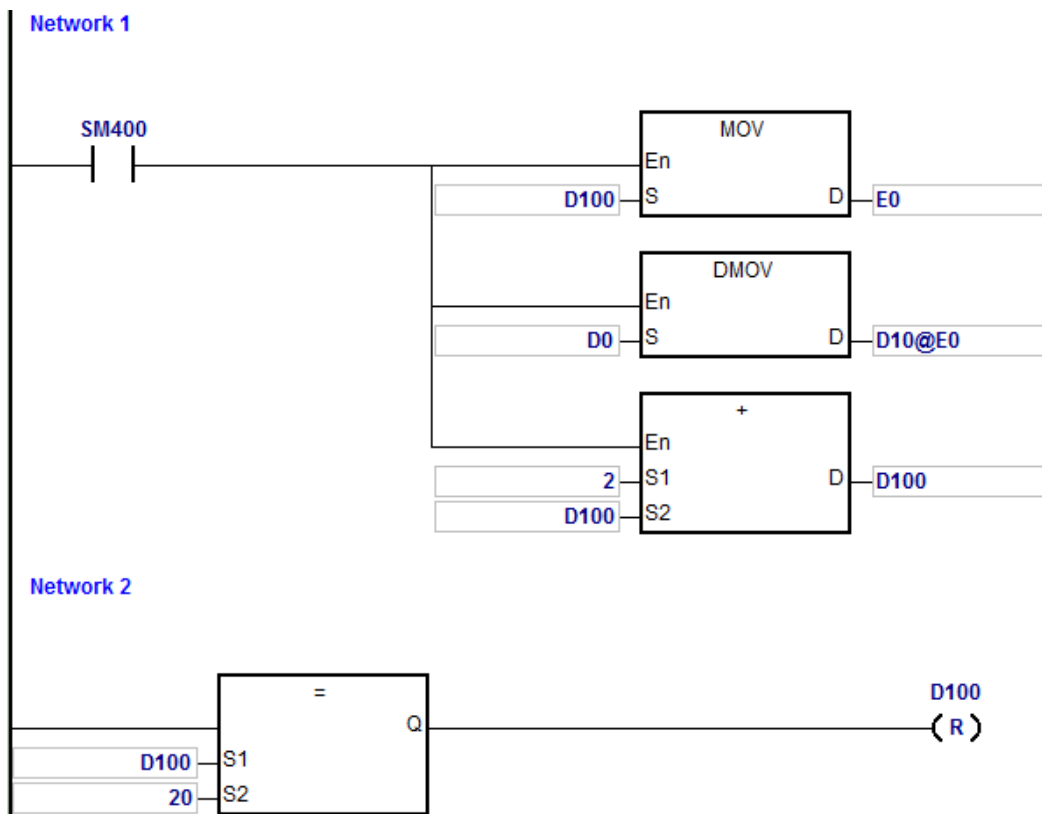 Network 1
SM400
MOV
En
D100 S D E0
DMOV
En
D0 S D D10@E0
+
En
2 S1 D D100
D100 S2
Network 2
= D100
Q ( R )
D100 S1
20 S2